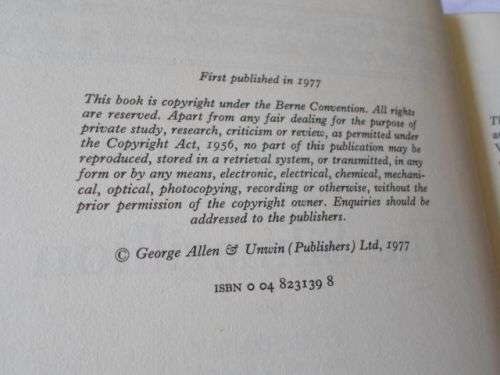 First published in 1977
This book is copyright under the Berne Convention. All rights
are reserved. Apart from any fair dealing for the purpose of
private study, research, criticism or review, as permitted under
the Copyright Act, 1956, no part of this publication may be
reproduced, stored in a retrieval system, or transmitted, in any
form or by any means, electronic, electrical, chemical, mechani-
cal, optical, photocopying, recording or otherwise, without the
prior permission of the copyright owner. Enquiries should be
addressed to the publishers.
© George Allen & Unwin (Publishers) Ltd, 1977
ISBN 0 04 823139 8